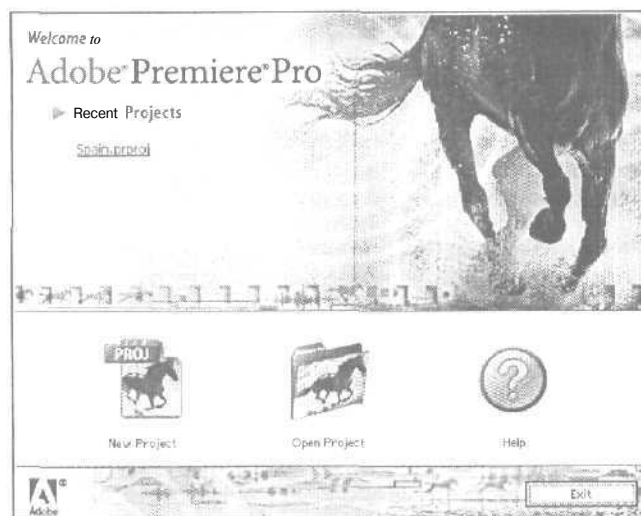 Welcome to
Adobe® Premiere® Pro
Recent Projects
Spain.prproj
PROJ
New Project
Open Project
?
Help
Adobe®
Exit